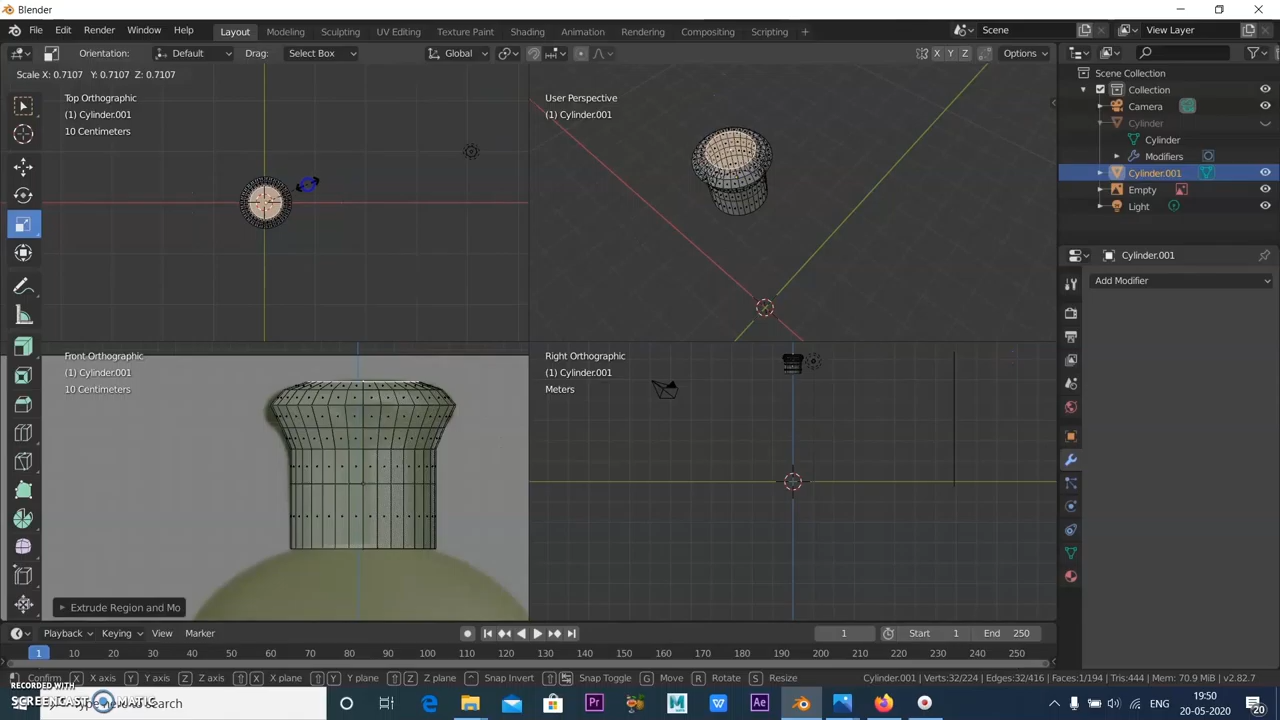 Blender
File Edit Render Window Help Layout Modeling Sculpting UV Editing Texture Paint Shading Animation Rendering Compositing Scripting + Scene View Layer
Orientation: Default Drag: Select Box Global X Y Z Options
Scale X: 0.7107 Y: 0.7107 Z: 0.7107
Scene Collection
Collection
Camera
Cylinder
Cylinder
Modifiers
Cylinder.001
Empty
Light
Top Orthographic
(1) Cylinder.001
10 Centimeters
User Perspective
(1) Cylinder.001
Cylinder.001
Add Modifier
Front Orthographic
(1) Cylinder.001
10 Centimeters
Right Orthographic
(1) Cylinder.001
Meters
Extrude Region and Mo
Playback Keying View Marker 1 Start 1 End 250
1 10 20 30 40 50 60 70 80 90 100 110 120 130 140 150 160 170 180 190 200 210 220 230 240 250
Confirm X X axis Y Y axis Z Z axis X X plane Y Y plane Z Z plane Snap Invert Snap Toggle G Move R Rotate S Resize Cylinder.001 | Verts:32/224 | Edges:32/416 | Faces:1/194 | Tris:444 | Mem: 70.9 MiB | v2.82.7
RECORDED WITH
SCREENCAST MATIC
here to search
Pr Ae W M
19:50
20-05-2020
20